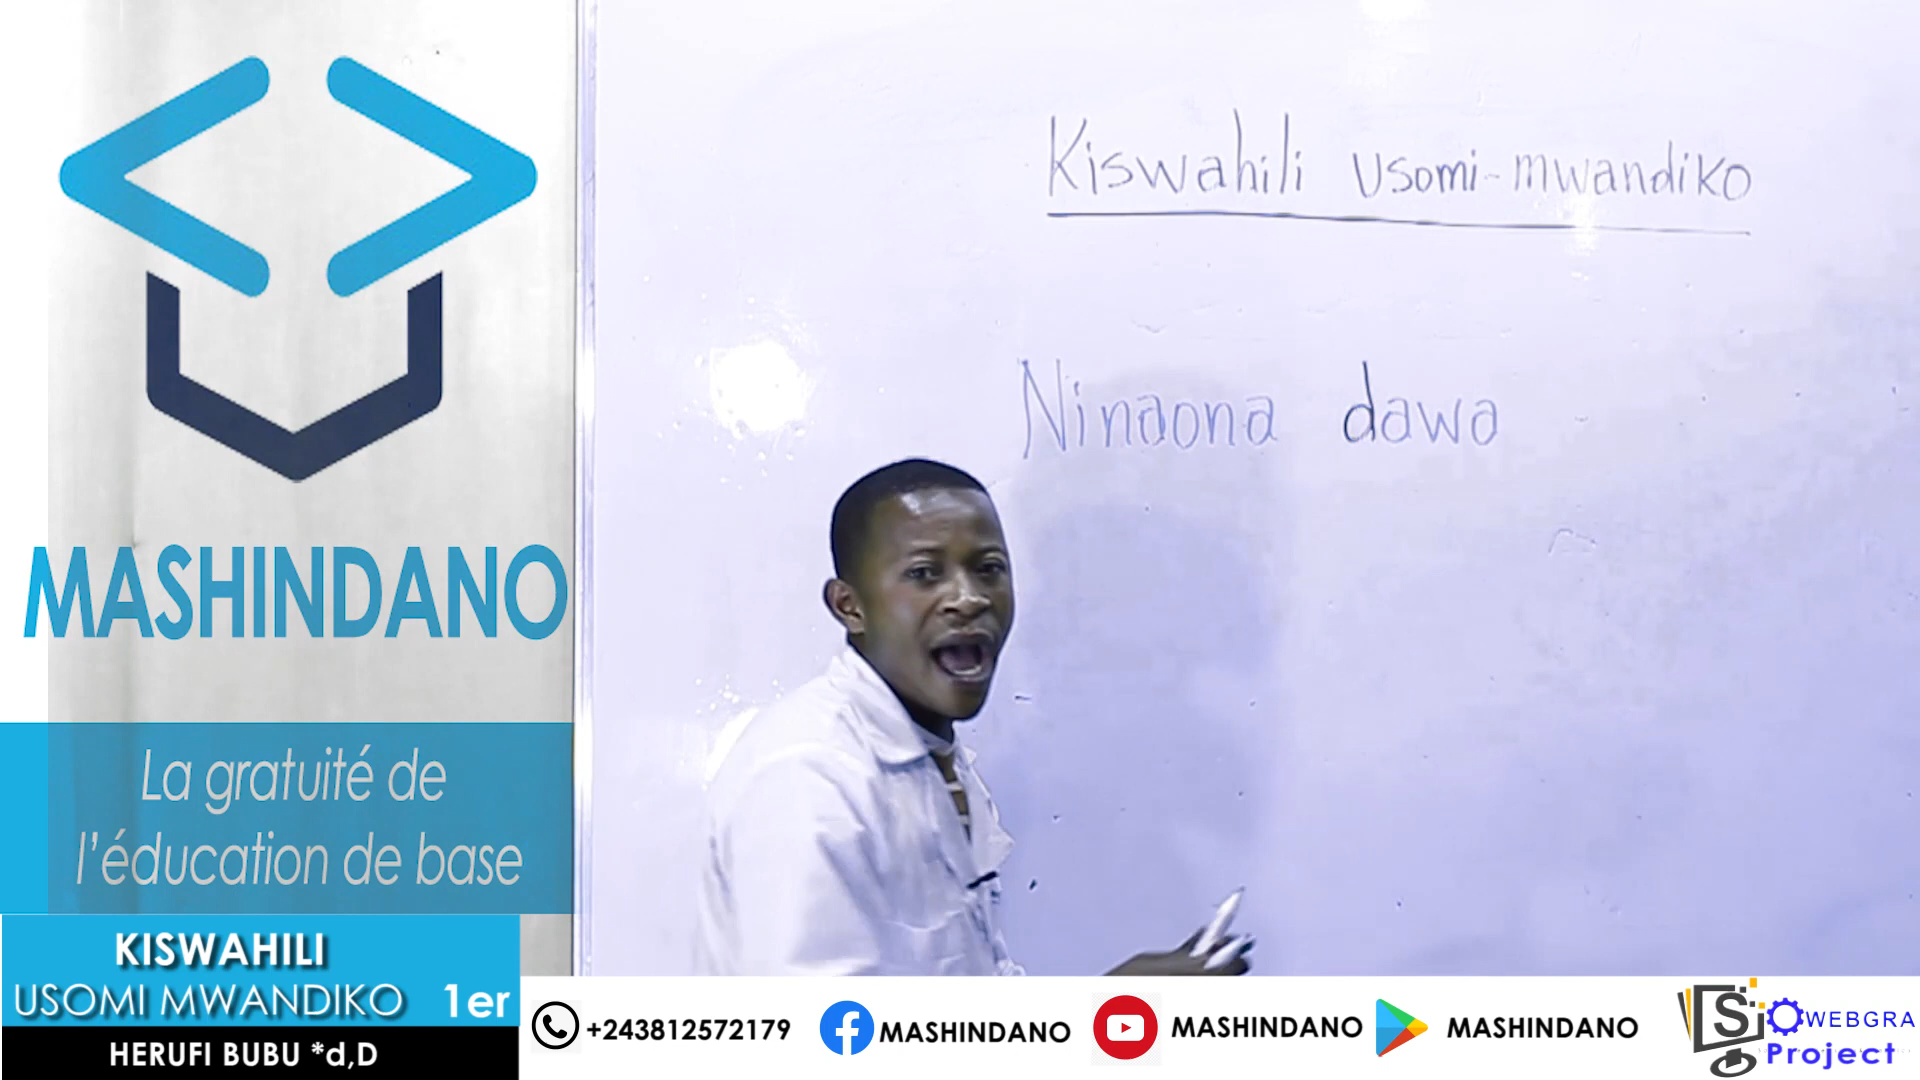 MASHINDANO
La gratuité de
l'éducation de base
KISWAHILI
USOMI MWANDIKO 1er
HERUFI BUBU *d,D
Kiswahili Usomi-mwandiko
Ninaona dawa
+243812572179
MASHINDANO
MASHINDANO
MASHINDANO
WEBGRA
Project